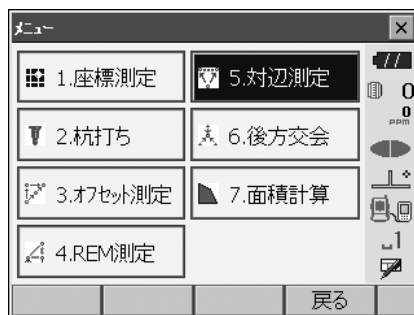 メニュー
1.座標測定
5.対辺測定
2.杭打ち
6.後方交会
3.オフセット測定
7.面積計算
4.REM測定
0
0
ppm
1
戻る